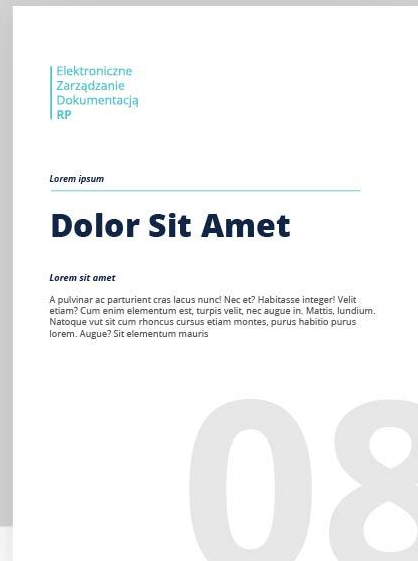 Elektroniczne
Zarządzanie
Dokumentacją
RP
Lorem ipsum
Dolor Sit Amet
Lorem sit amet
A pulvinar ac parturient cras lacus nunc! Nec et? Habitasse integer! Velit
etiam? Cum enim elementum est, turpis velit, nec augue in. Mattis, lundium.
Natoque vut sit cum rhoncus cursus etiam montes, purus habitio purus
lorem. Augue? Sit elementum mauris
08